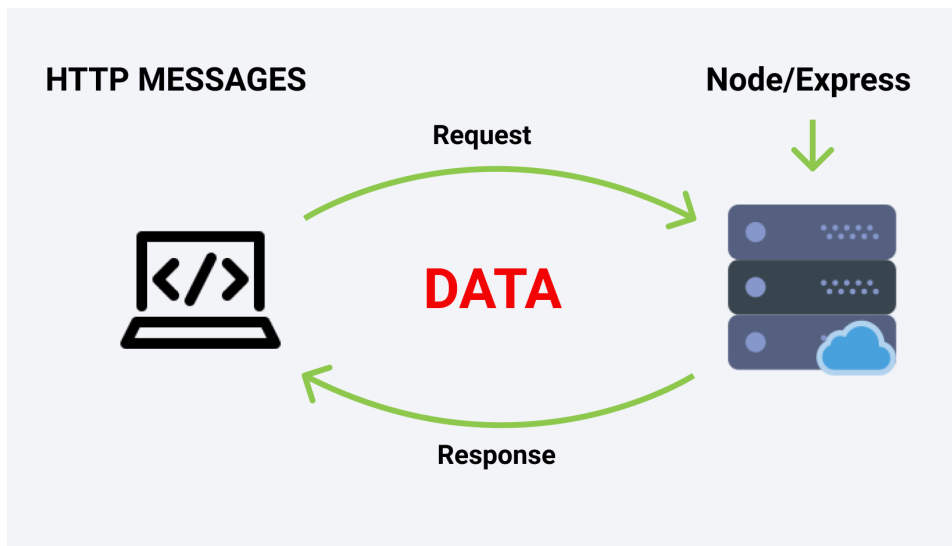 HTTP MESSAGES
Node/Express
Request
</>
DATA
Response